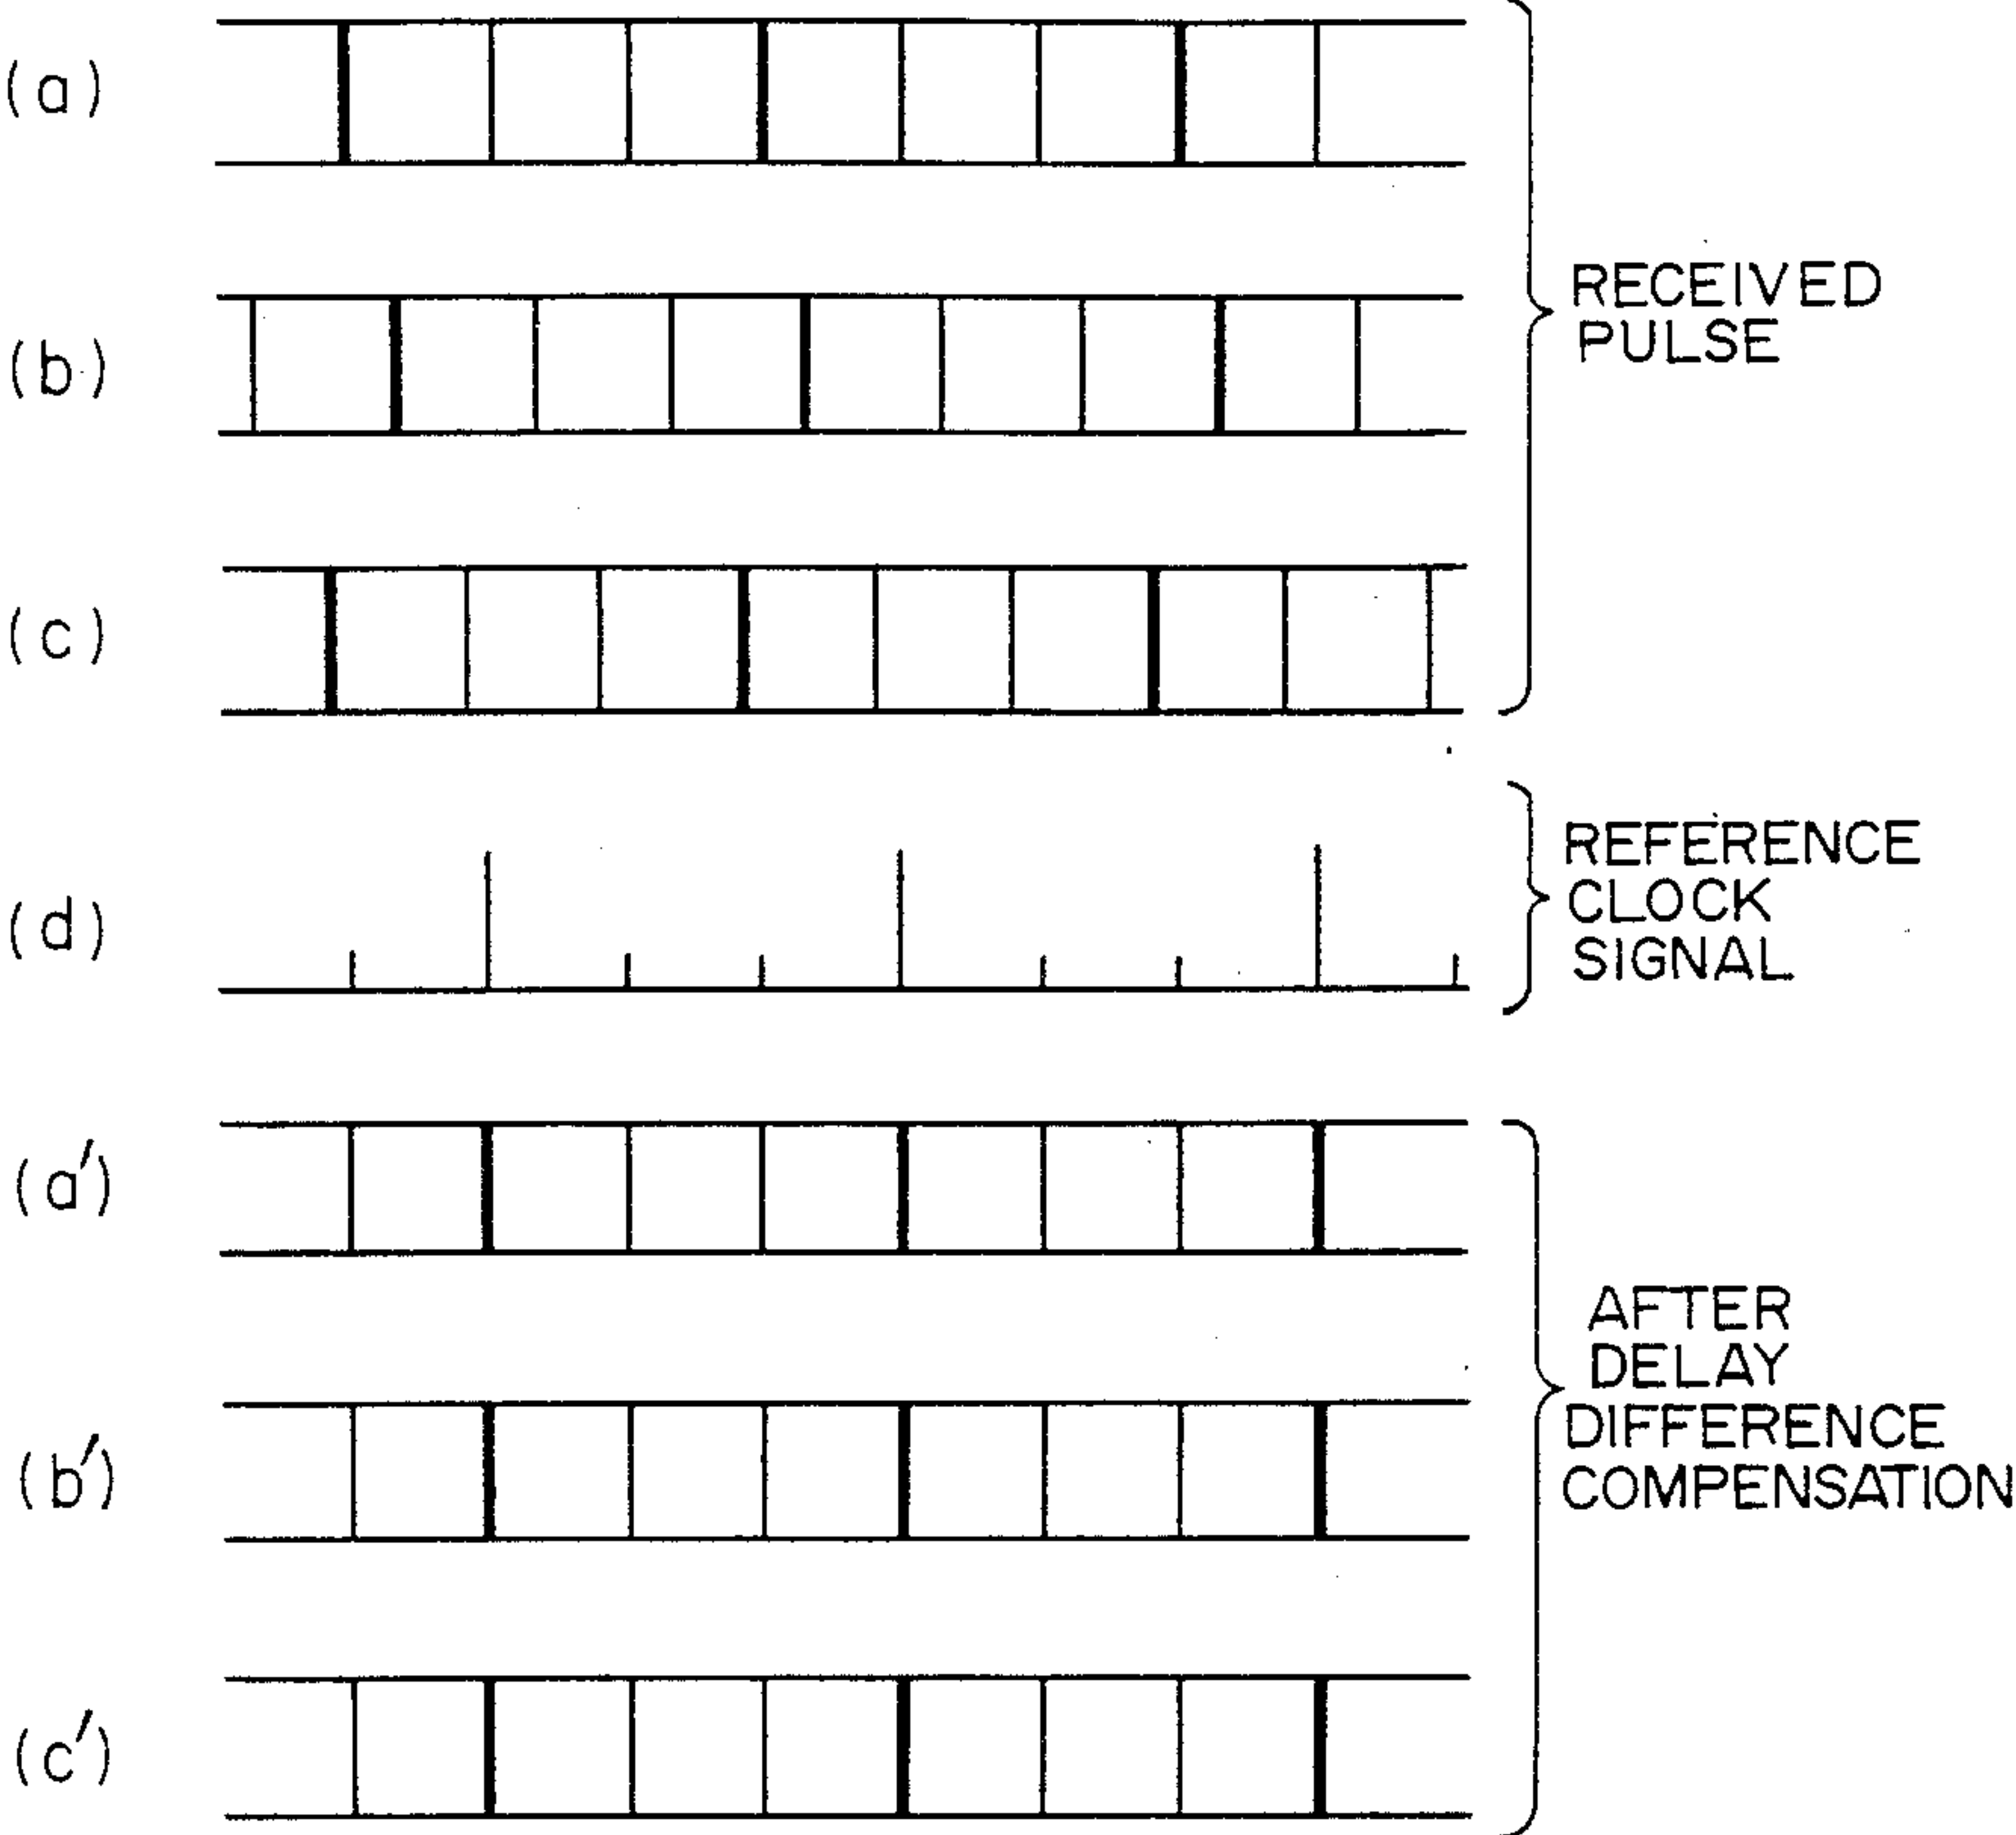 (a)
(b)
RECEIVED
PULSE
(c)
(d)
REFERENCE
CLOCK
SIGNAL
(a')
(b')
AFTER
DELAY
DIFFERENCE
COMPENSATION
(c')